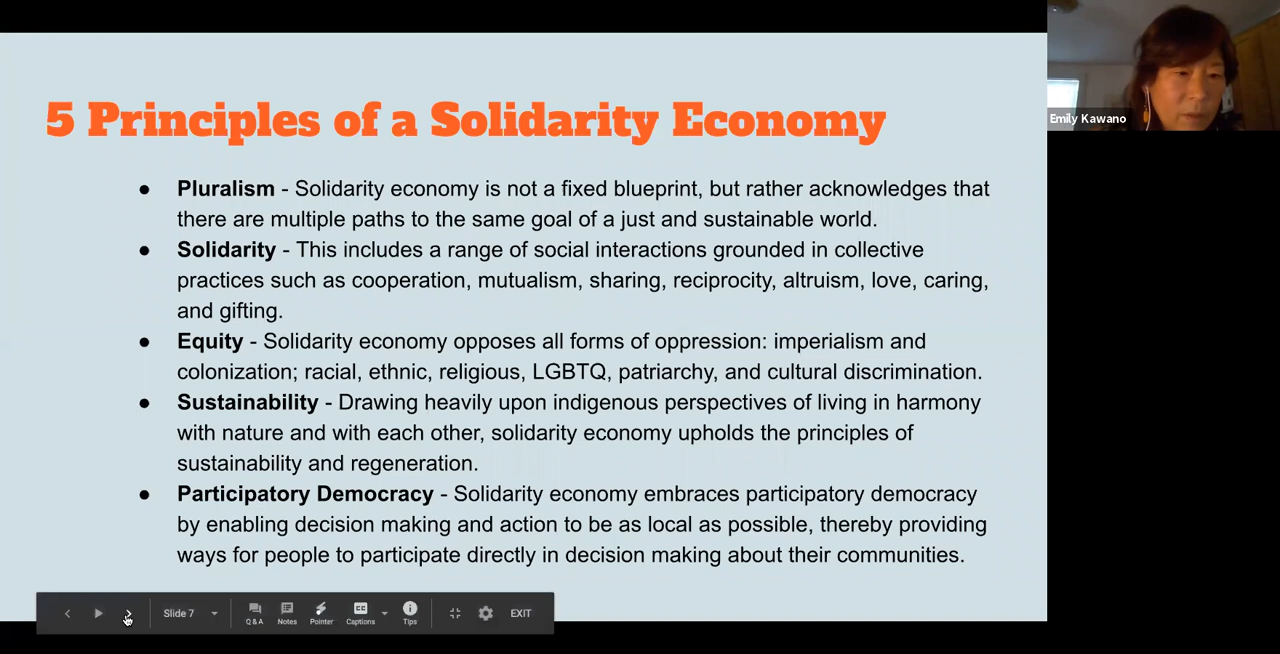 5 Principles of a Solidarity Economy
● Pluralism - Solidarity economy is not a fixed blueprint, but rather acknowledges that
there are multiple paths to the same goal of a just and sustainable world.
● Solidarity - This includes a range of social interactions grounded in collective
practices such as cooperation, mutualism, sharing, reciprocity, altruism, love, caring,
and gifting.
● Equity - Solidarity economy opposes all forms of oppression: imperialism and
colonization; racial, ethnic, religious, LGBTQ, patriarchy, and cultural discrimination.
● Sustainability - Drawing heavily upon indigenous perspectives of living in harmony
with nature and with each other, solidarity economy upholds the principles of
sustainability and regeneration.
● Participatory Democracy - Solidarity economy embraces participatory democracy
by enabling decision making and action to be as local as possible, thereby providing
ways for people to participate directly in decision making about their communities.
Emily Kawano
Slide 7
Q & A
Notes
Pointer
CC
Captions
Tips
EXIT